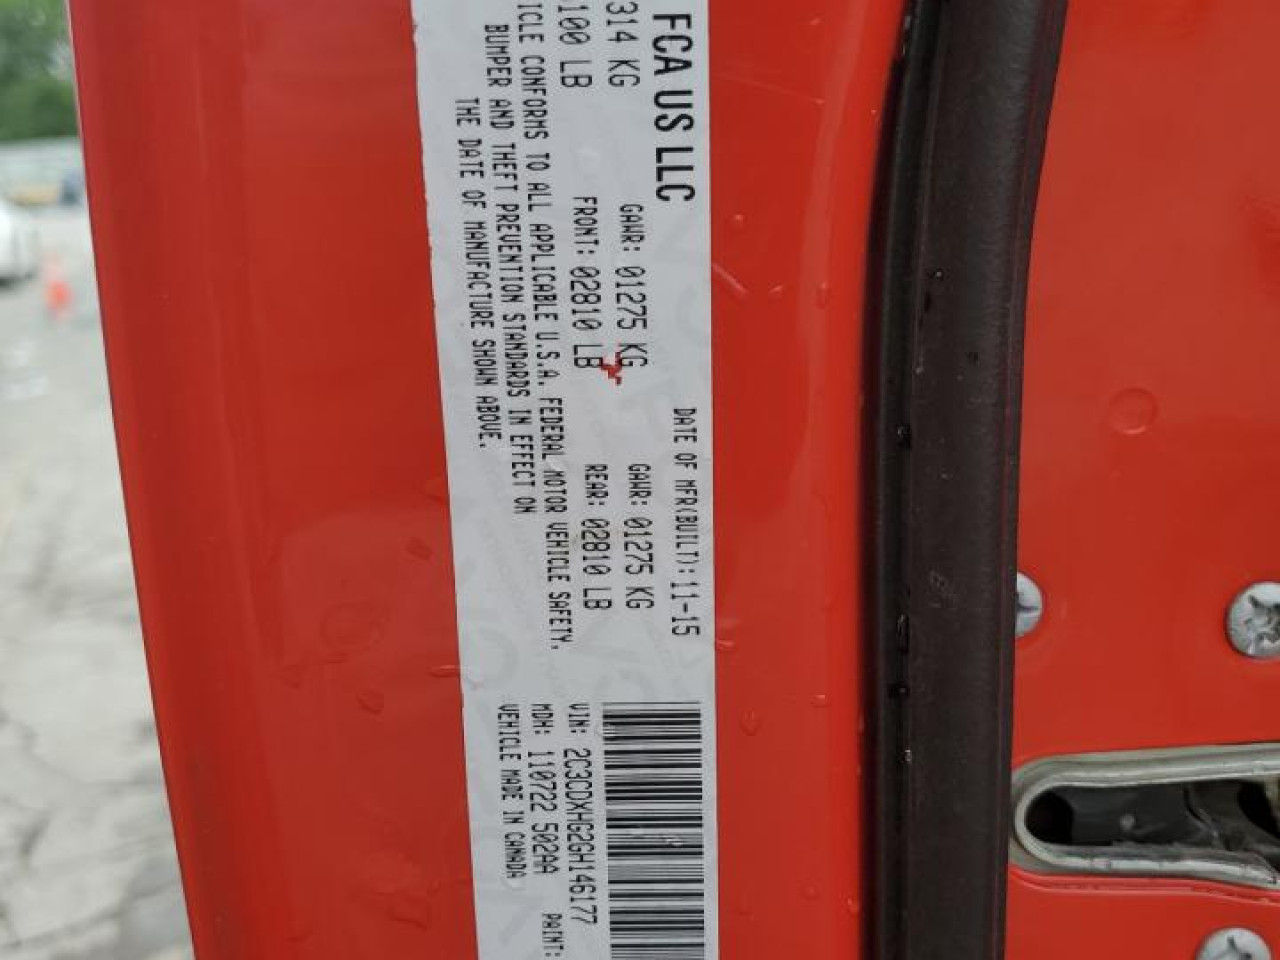 FCA US LLC
DATE OF MFR(BUILT): 11-15
314 KG
GAWR: 01275 KG
GAWR: 01275 KG
100 LB
FRONT: 02810 LB
REAR: 02810 LB
ICLE CONFORMS TO ALL APPLICABLE U.S.A. FEDERAL MOTOR VEHICLE SAFETY,
BUMPER AND THEFT PREVENTION STANDARDS IN EFFECT ON
THE DATE OF MANUFACTURE SHOWN ABOVE.
VIN: 2C3CDXHG2GH146177
MDH: 110722 502AA
PAINT:
VEHICLE MADE IN CANADA